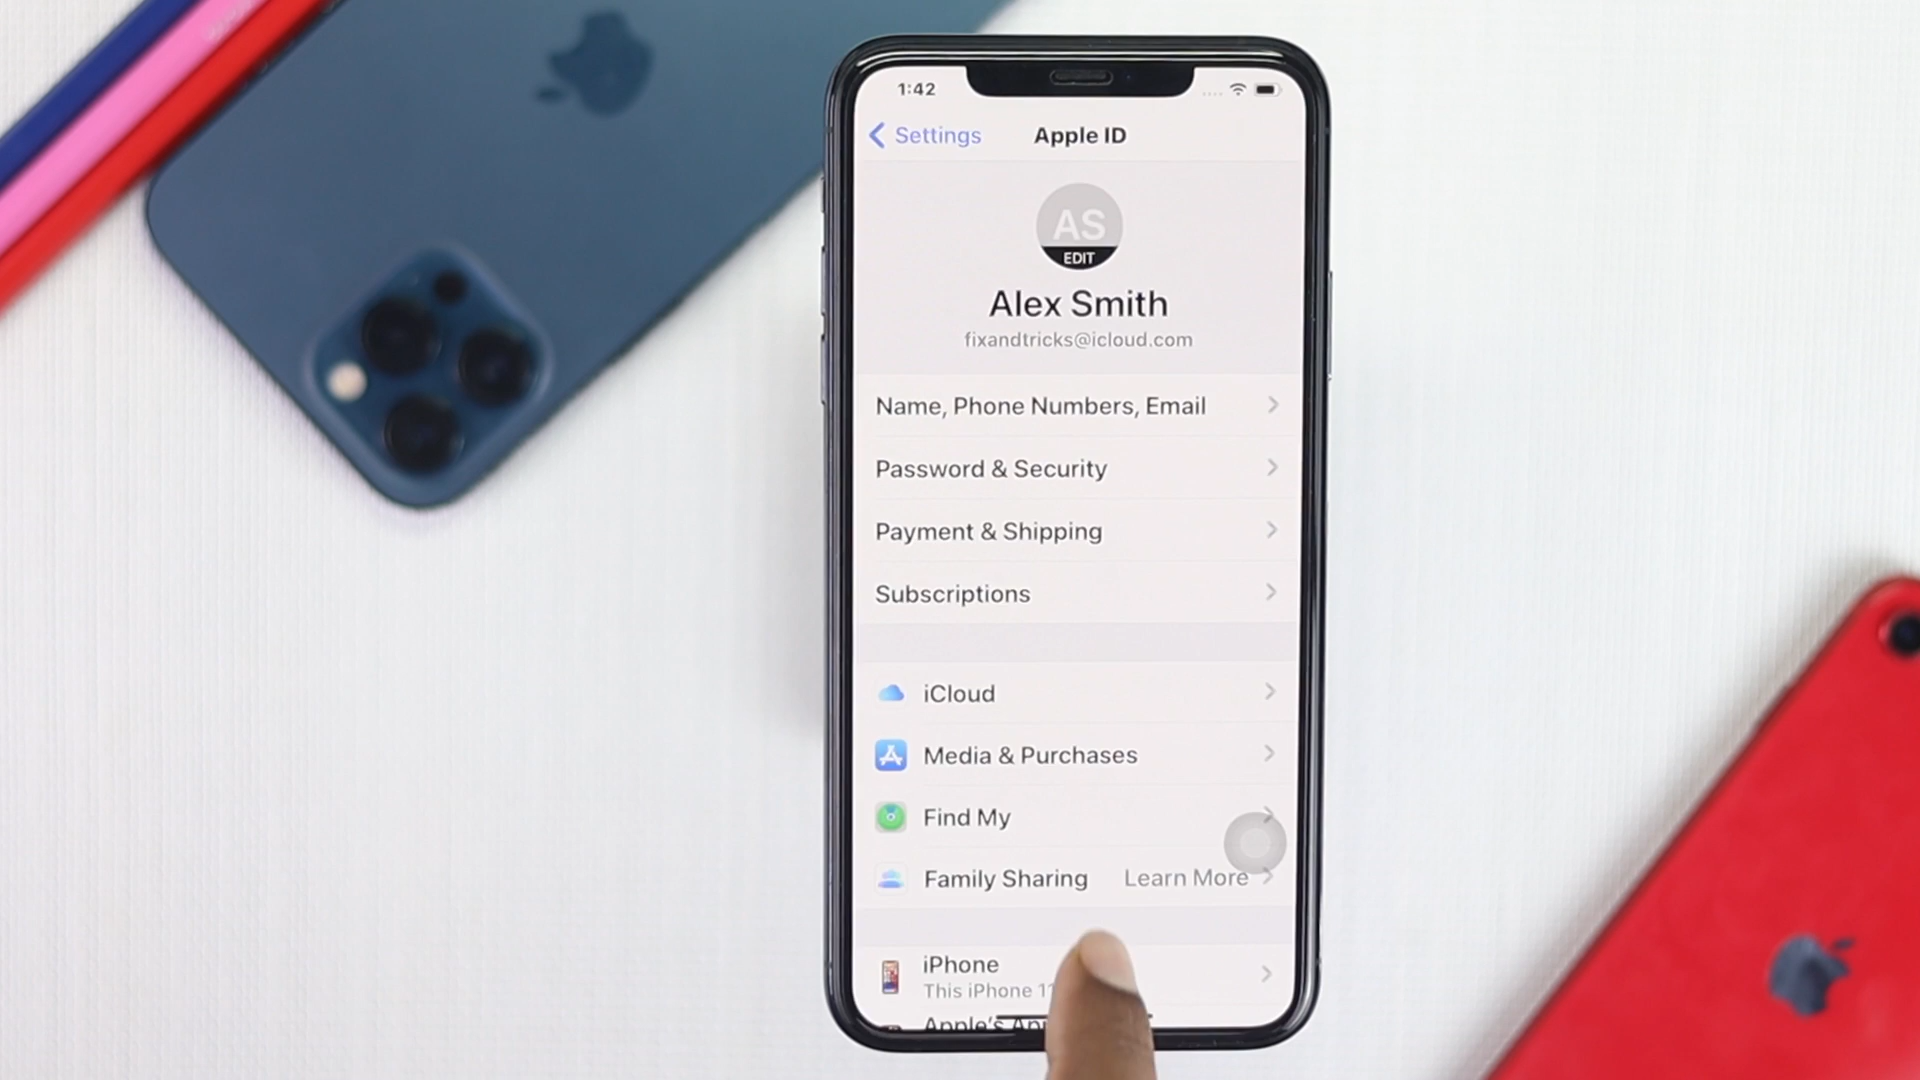 1:42
Settings
Apple ID
AS
EDIT
Alex Smith
fixandtricks@icloud.com
Name, Phone Numbers, Email
Password & Security
Payment & Shipping
Subscriptions
iCloud
Media & Purchases
Find My
Family Sharing Learn More
iPhone
This iPhone
Apple's